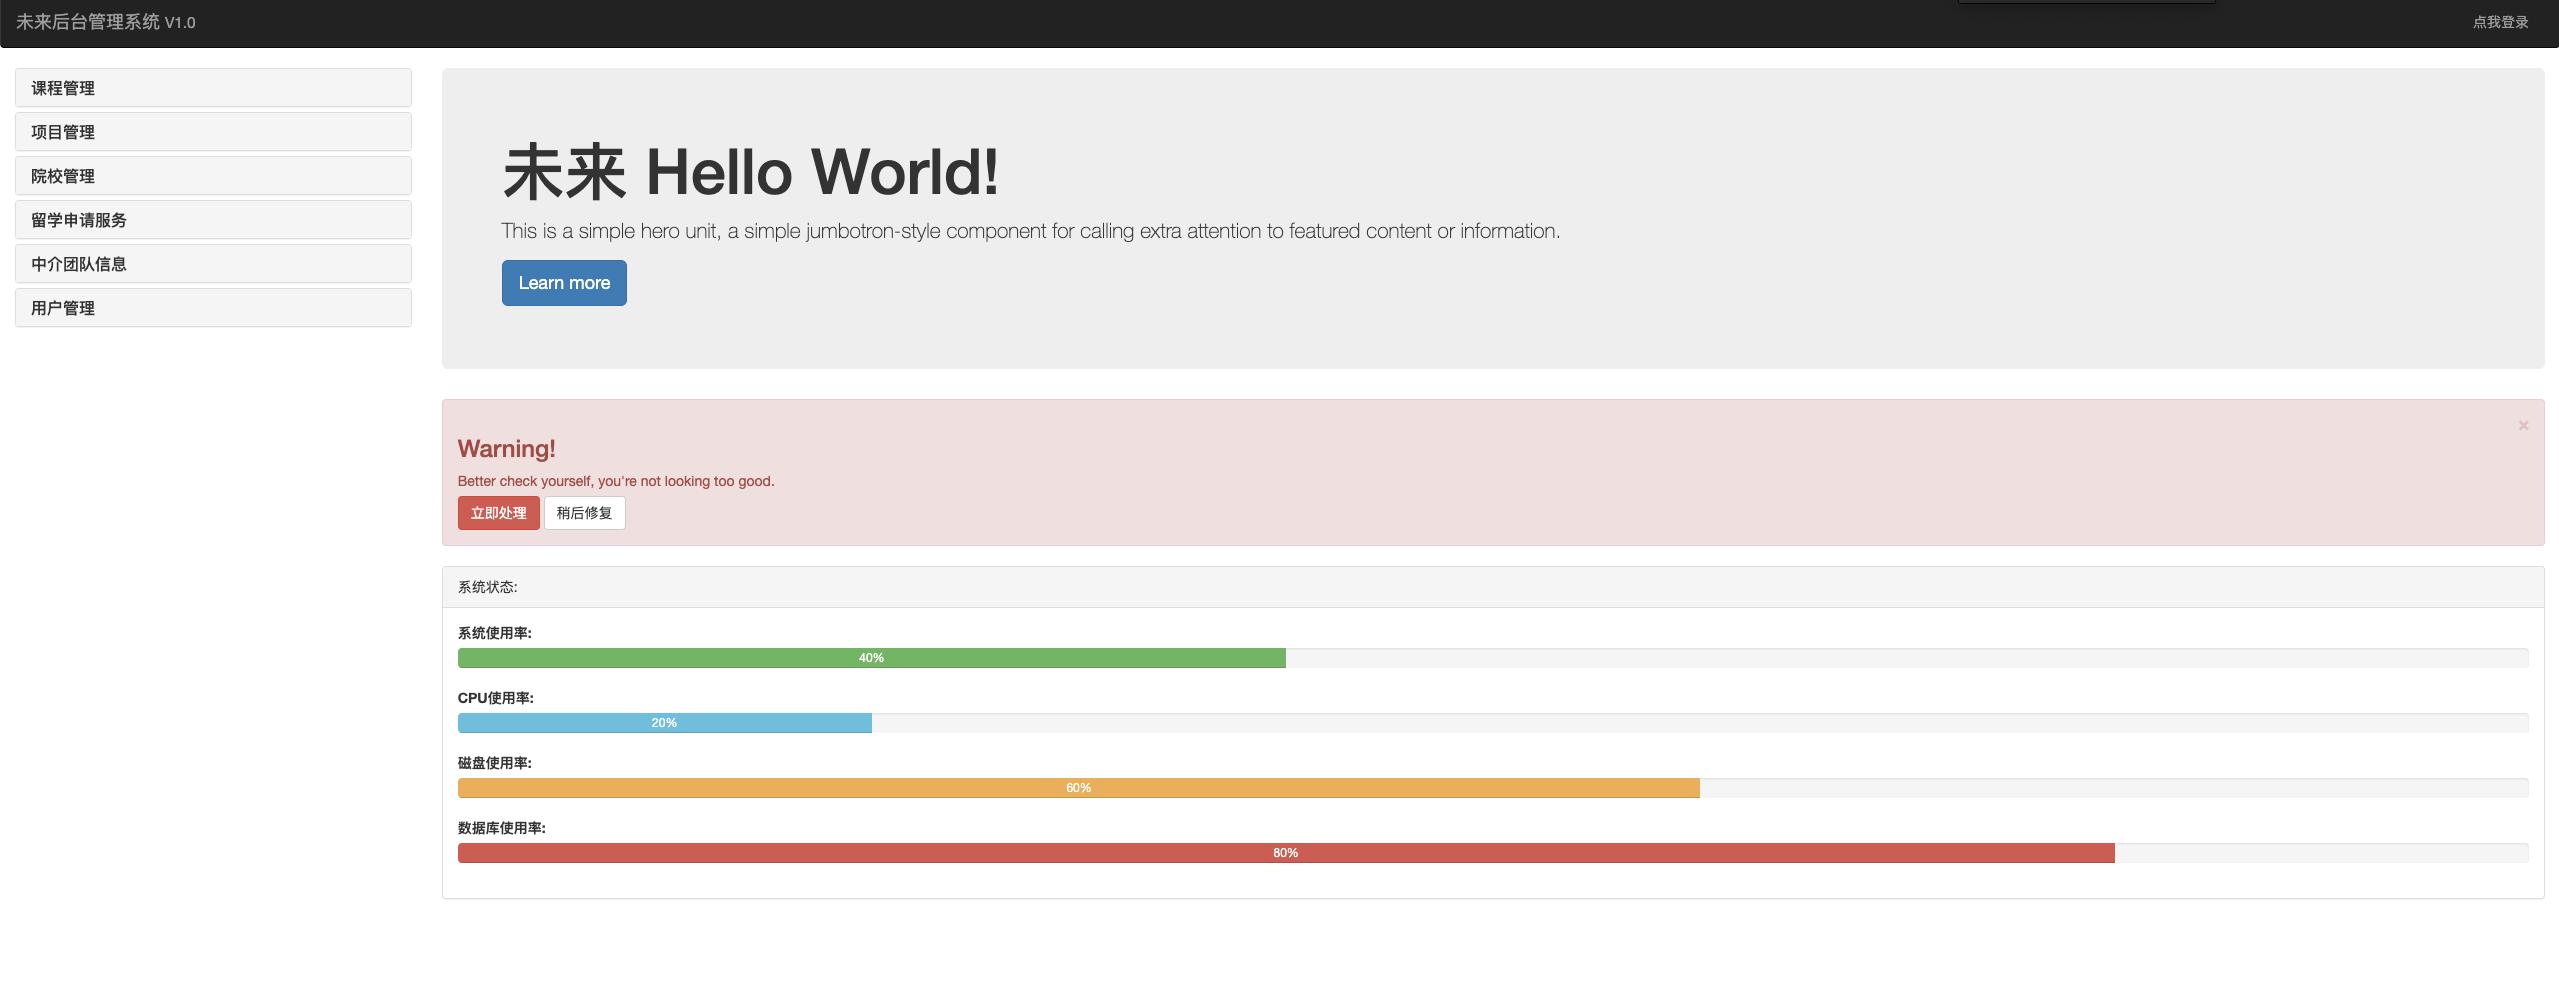 未来后台管理系统 V1.0
点我登录
课程管理
项目管理
院校管理
留学申请服务
中介团队信息
用户管理
未来 Hello World!
This is a simple hero unit, a simple jumbotron-style component for calling extra attention to featured content or information.
Learn more
×
Warning!
Better check yourself, you're not looking too good.
立即处理 稍后修复
系统状态:
系统使用率:
40%
CPU使用率:
20%
磁盘使用率:
60%
数据库使用率:
80%